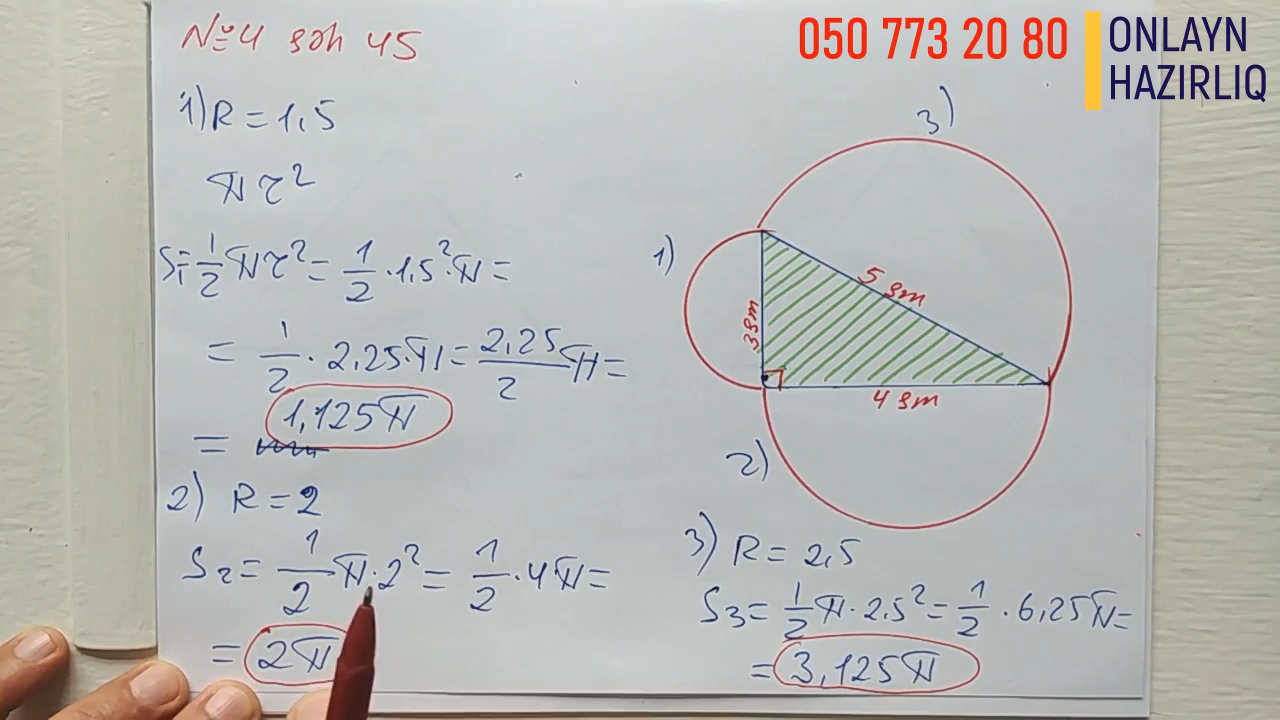 №4 səh 45
1) R = 1,5
πr²
S₁ = 1/2 πr² = 1/2 · 1,5² · π =
= 1/2 · 2,25 · π = 2,25/2 π =
= 1,125π
2) R = 2
S₂ = 1/2 π · 2² = 1/2 · 4π =
= 2π
050 773 20 80
ONLAYN
HAZIRLIQ
3)
1)
5 sm
3 sm
4 sm
2)
3) R = 2,5
S₃ = 1/2 π · 2,5² = 1/2 · 6,25π =
= 3,125π